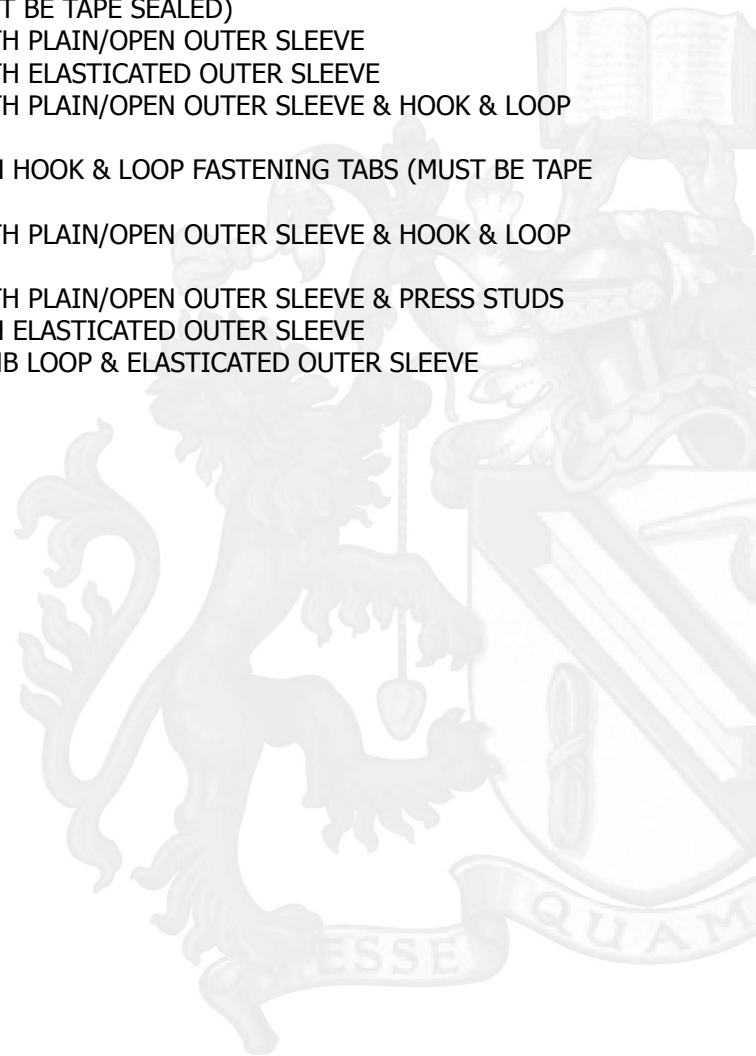 T BE TAPE SEALED)
TH PLAIN/OPEN OUTER SLEEVE
TH ELASTICATED OUTER SLEEVE
TH PLAIN/OPEN OUTER SLEEVE & HOOK & LOOP
H HOOK & LOOP FASTENING TABS (MUST BE TAPE
TH PLAIN/OPEN OUTER SLEEVE & HOOK & LOOP
TH PLAIN/OPEN OUTER SLEEVE & PRESS STUDS
H ELASTICATED OUTER SLEEVE
MB LOOP & ELASTICATED OUTER SLEEVE
ESSE QUAM